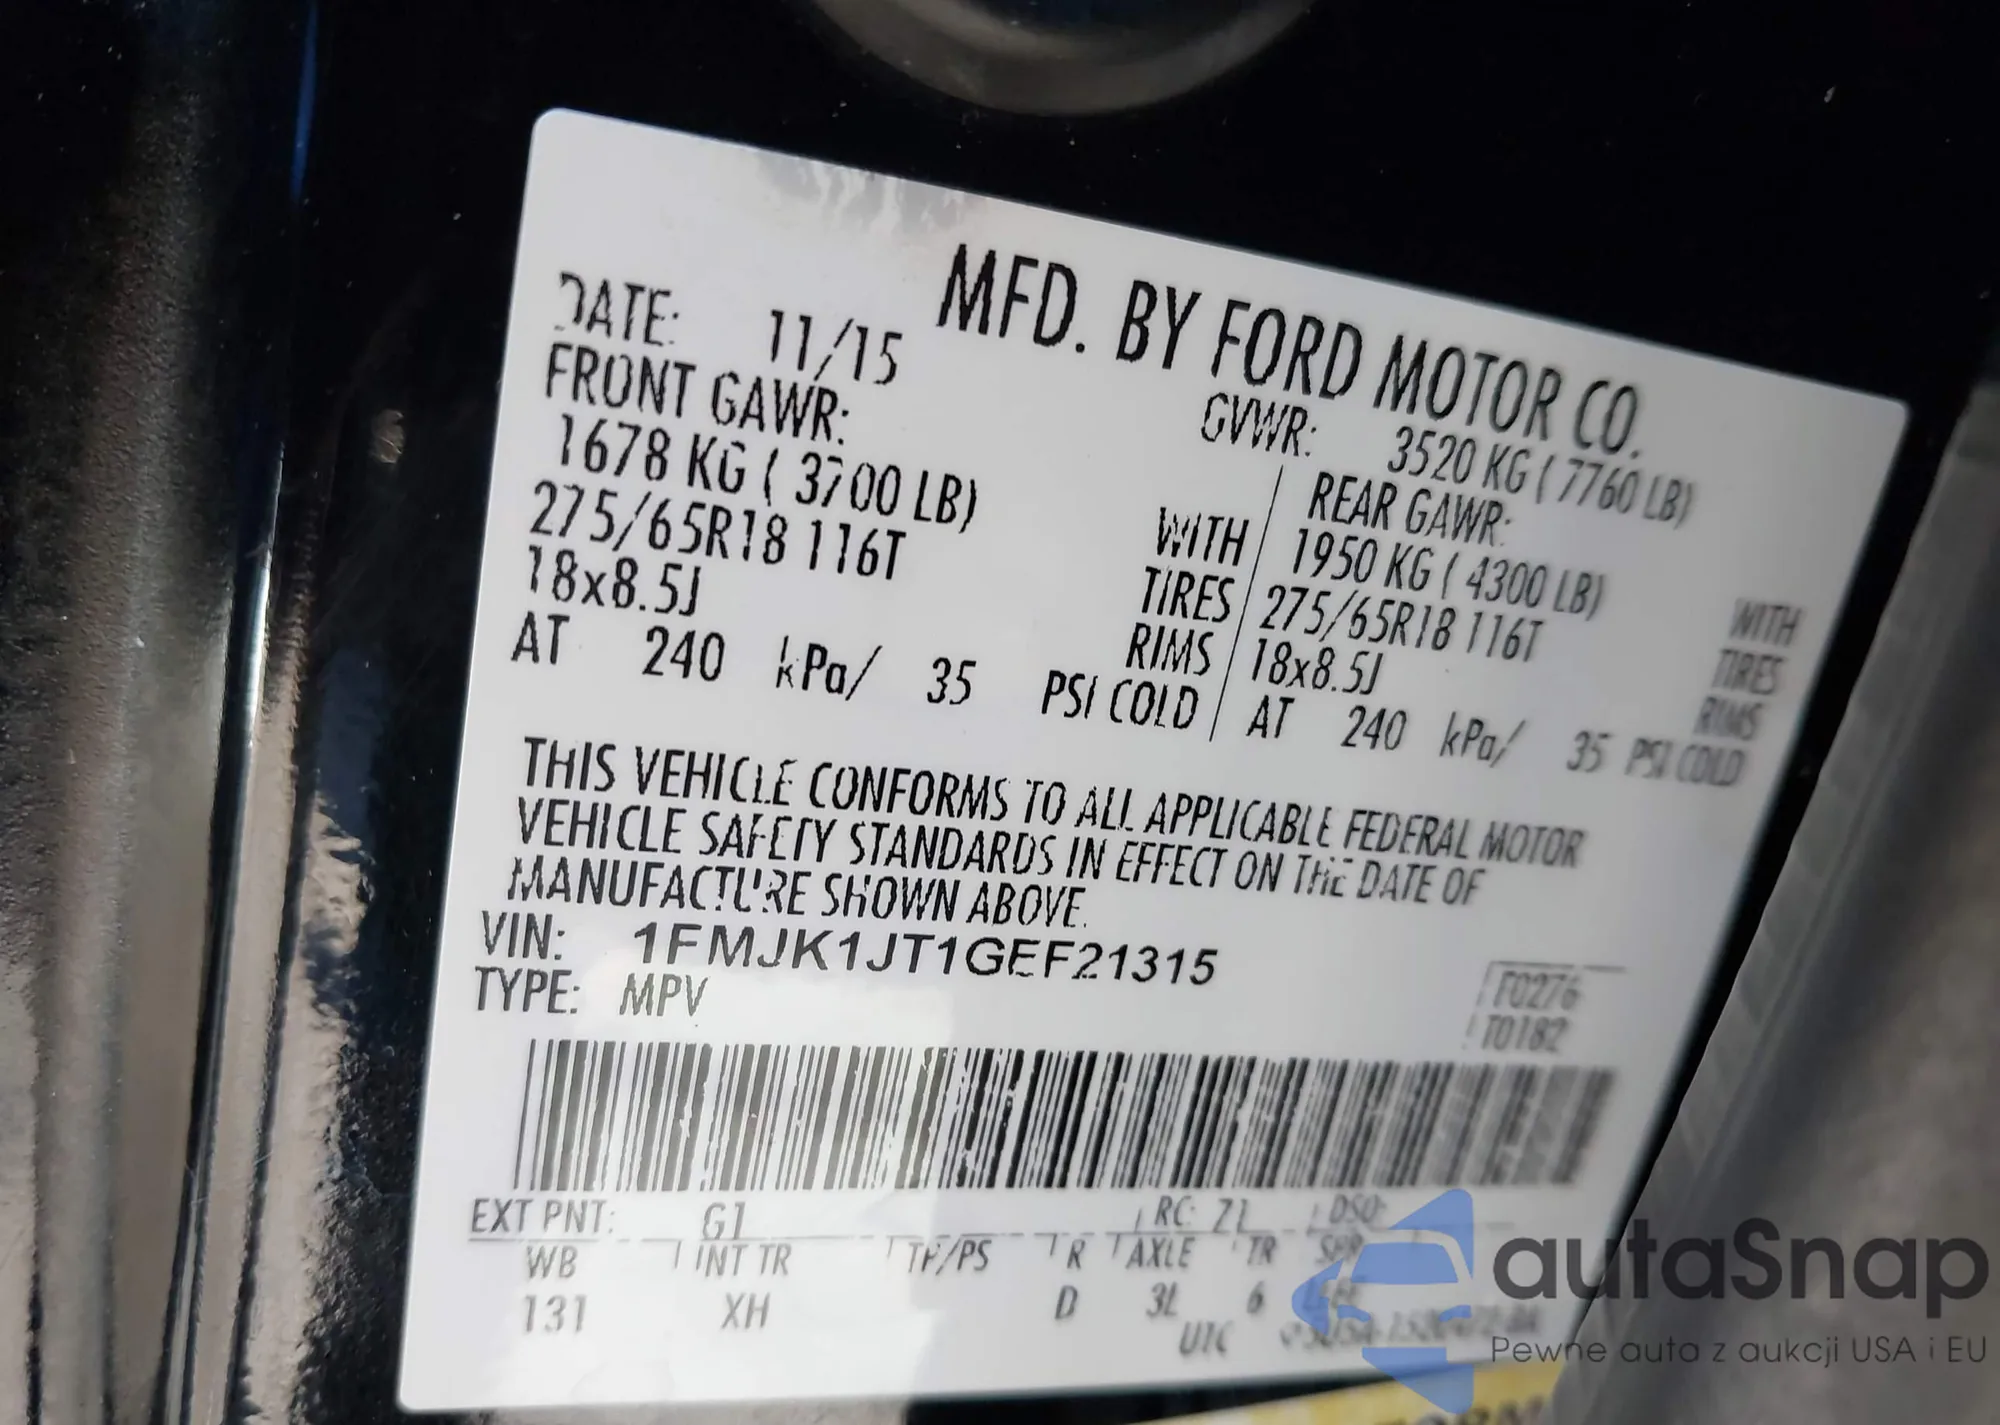 MFD. BY FORD MOTOR CO.
DATE: 11/15
GVWR: 3520 KG ( 7760 LB)
FRONT GAWR:
REAR GAWR:
1678 KG ( 3700 LB)
WITH
1950 KG ( 4300 LB)
WITH
275/65R18 116T
TIRES
275/65R18 116T
TIRES
18x8.5J
RIMS
18x8.5J
RIMS
AT 240 kPa/ 35 PSI COLD
AT 240 kPa/ 35 PSI COLD
THIS VEHICLE CONFORMS TO ALL APPLICABLE FEDERAL MOTOR
VEHICLE SAFETY STANDARDS IN EFFECT ON THE DATE OF
MANUFACTURE SHOWN ABOVE.
VIN: 1FMJK1JT1GEF21315
TYPE: MPV
F0276
T0182
EXT PNT: G1 RC: 71 DSO:
WB INT TR TP/PS R AXLE TR SPR
131 XH D 3L 6
UTC
autaSnap
Pewne auta z aukcji USA i EU